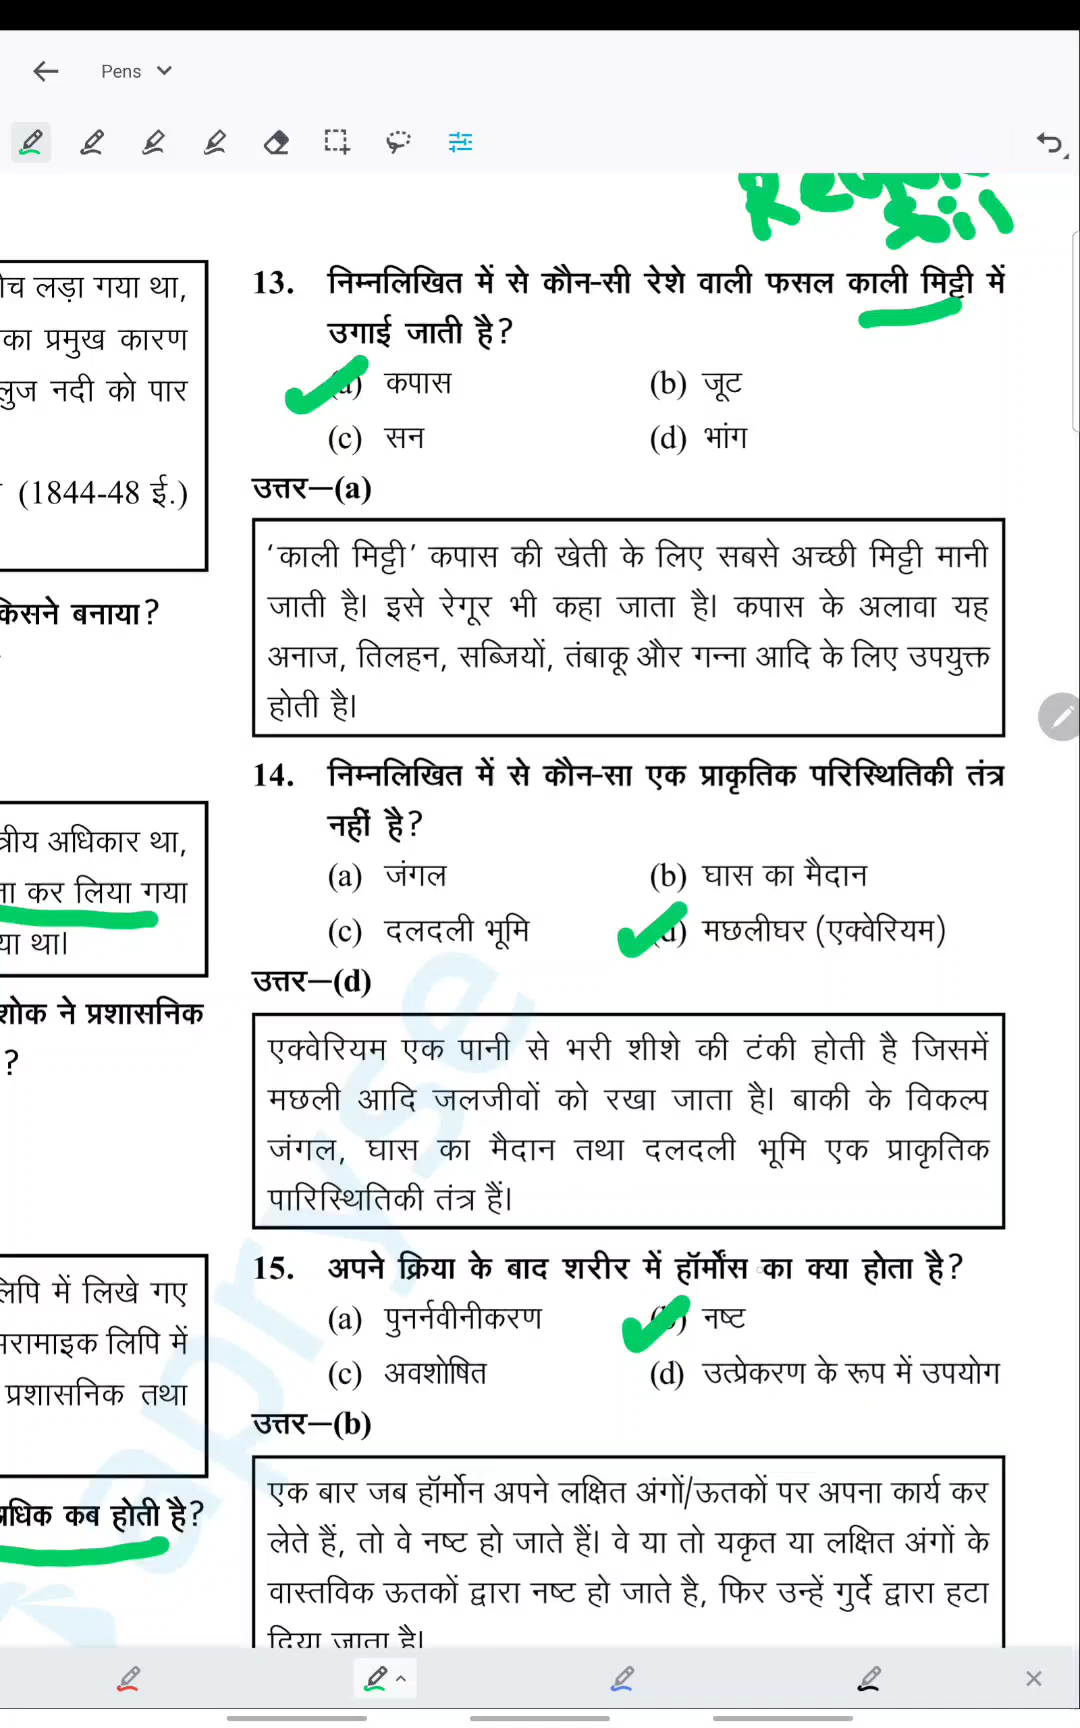 Pens
ीच लड़ा गया था,
का प्रमुख कारण
लुज नदी को पार
(1844-48 ई.)
किसने बनाया?
त्रीय अधिकार था,
ना कर लिया गया
या था।
शोक ने प्रशासनिक
?
लिपि में लिखे गए
मरामाइक लिपि में
प्रशासनिक तथा
अधिक कब होती है?
13. निम्नलिखित में से कौन-सी रेशे वाली फसल काली मिट्टी में
उगाई जाती है?
(a) कपास (b) जूट
(c) सन (d) भांग
उत्तर—(a)
‘काली मिट्टी’ कपास की खेती के लिए सबसे अच्छी मिट्टी मानी
जाती है। इसे रेगूर भी कहा जाता है। कपास के अलावा यह
अनाज, तिलहन, सब्जियों, तंबाकू और गन्ना आदि के लिए उपयुक्त
होती है।
14. निम्नलिखित में से कौन-सा एक प्राकृतिक परिस्थितिकी तंत्र
नहीं है?
(a) जंगल (b) घास का मैदान
(c) दलदली भूमि (d) मछलीघर (एक्वेरियम)
उत्तर—(d)
एक्वेरियम एक पानी से भरी शीशे की टंकी होती है जिसमें
मछली आदि जलजीवों को रखा जाता है। बाकी के विकल्प
जंगल, घास का मैदान तथा दलदली भूमि एक प्राकृतिक
पारिस्थितिकी तंत्र हैं।
15. अपने क्रिया के बाद शरीर में हॉर्मोंस का क्या होता है?
(a) पुनर्नवीनीकरण (b) नष्ट
(c) अवशोषित (d) उत्प्रेकरण के रूप में उपयोग
उत्तर—(b)
एक बार जब हॉर्मोन अपने लक्षित अंगों/ऊतकों पर अपना कार्य कर
लेते हैं, तो वे नष्ट हो जाते हैं। वे या तो यकृत या लक्षित अंगों के
वास्तविक ऊतकों द्वारा नष्ट हो जाते है, फिर उन्हें गुर्दे द्वारा हटा
दिया जाता है।
apryse